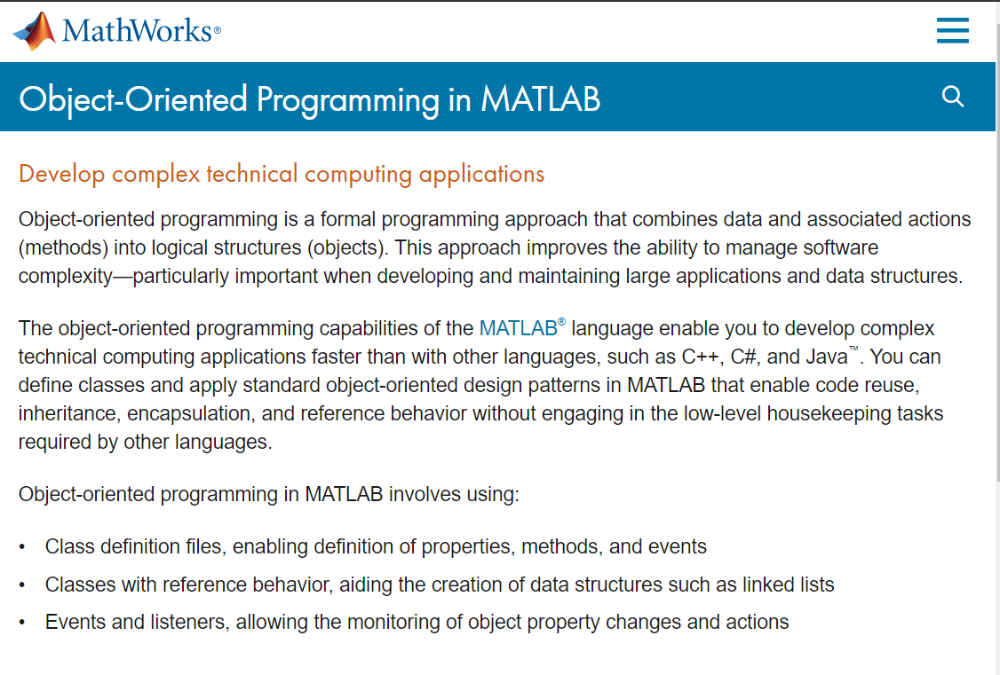 MathWorks®
Object-Oriented Programming in MATLAB
Develop complex technical computing applications
Object-oriented programming is a formal programming approach that combines data and associated actions
(methods) into logical structures (objects). This approach improves the ability to manage software
complexity—particularly important when developing and maintaining large applications and data structures.
The object-oriented programming capabilities of the MATLAB® language enable you to develop complex
technical computing applications faster than with other languages, such as C++, C#, and Java™. You can
define classes and apply standard object-oriented design patterns in MATLAB that enable code reuse,
inheritance, encapsulation, and reference behavior without engaging in the low-level housekeeping tasks
required by other languages.
Object-oriented programming in MATLAB involves using:
• Class definition files, enabling definition of properties, methods, and events
• Classes with reference behavior, aiding the creation of data structures such as linked lists
• Events and listeners, allowing the monitoring of object property changes and actions